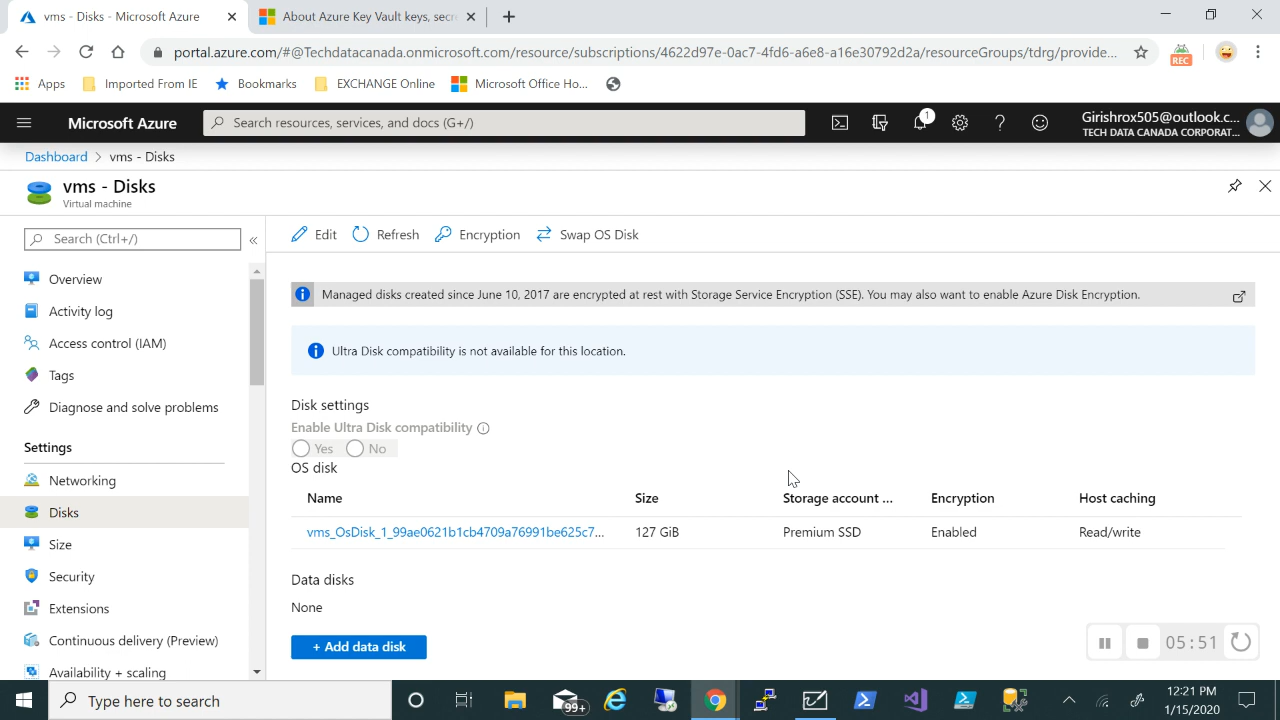 vms - Disks - Microsoft Azure
About Azure Key Vault keys, secr
portal.azure.com/#@Techdatacanada.onmicrosoft.com/resource/subscriptions/4622d97e-0ac7-4fd6-a6e8-a16e30792d2a/resourceGroups/tdrg/provide...
REC
Apps
Imported From IE
Bookmarks
EXCHANGE Online
Microsoft Office Ho...
Microsoft Azure
Search resources, services, and docs (G+/)
1
Girishrox505@outlook.c...
TECH DATA CANADA CORPORAT...
Dashboard > vms - Disks
vms - Disks
Virtual machine
Search (Ctrl+/)
«
Overview
Activity log
Access control (IAM)
Tags
Diagnose and solve problems
Settings
Networking
Disks
Size
Security
Extensions
Continuous delivery (Preview)
Availability + scaling
Edit
Refresh
Encryption
Swap OS Disk
Managed disks created since June 10, 2017 are encrypted at rest with Storage Service Encryption (SSE). You may also want to enable Azure Disk Encryption.
Ultra Disk compatibility is not available for this location.
Disk settings
Enable Ultra Disk compatibility
Yes No
OS disk
Name Size Storage account ... Encryption Host caching
vms_OsDisk_1_99ae0621b1cb4709a76991be625c7... 127 GiB Premium SSD Enabled Read/write
Data disks
None
+ Add data disk
05:51
Type here to search
99+
12:21 PM
1/15/2020